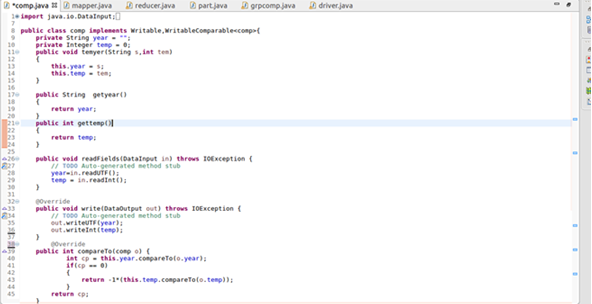 *comp.java mapper.java reducer.java part.java grpcomp.java driver.java
1 import java.io.DataInput;
7
8 public class comp implements Writable,WritableComparable<comp>{
9 private String year = "";
10 private Integer temp = 0;
11 public void temyer(String s,int tem)
12 {
13 this.year = s;
14 this.temp = tem;
15 }
16
17 public String getyear()
18 {
19 return year;
20 }
21 public int gettemp()
22 {
23 return temp;
24 }
25
26 public void readFields(DataInput in) throws IOException {
27 // TODO Auto-generated method stub
28 year=in.readUTF();
29 temp = in.readInt();
30 }
31
32 @Override
33 public void write(DataOutput out) throws IOException {
34 // TODO Auto-generated method stub
35 out.writeUTF(year);
36 out.writeInt(temp);
37 }
38 @Override
39 public int compareTo(comp o) {
40 int cp = this.year.compareTo(o.year);
41 if(cp == 0)
42 {
43 return -1*(this.temp.compareTo(o.temp));
44 }
45 return cp;
}